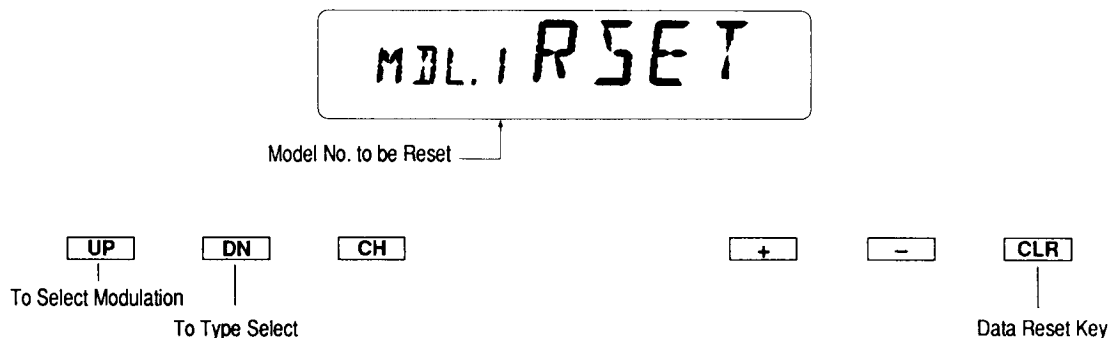 MDL.1 RSET
Model No. to be Reset
UP DN CH + – CLR
To Select Modulation
To Type Select Data Reset Key